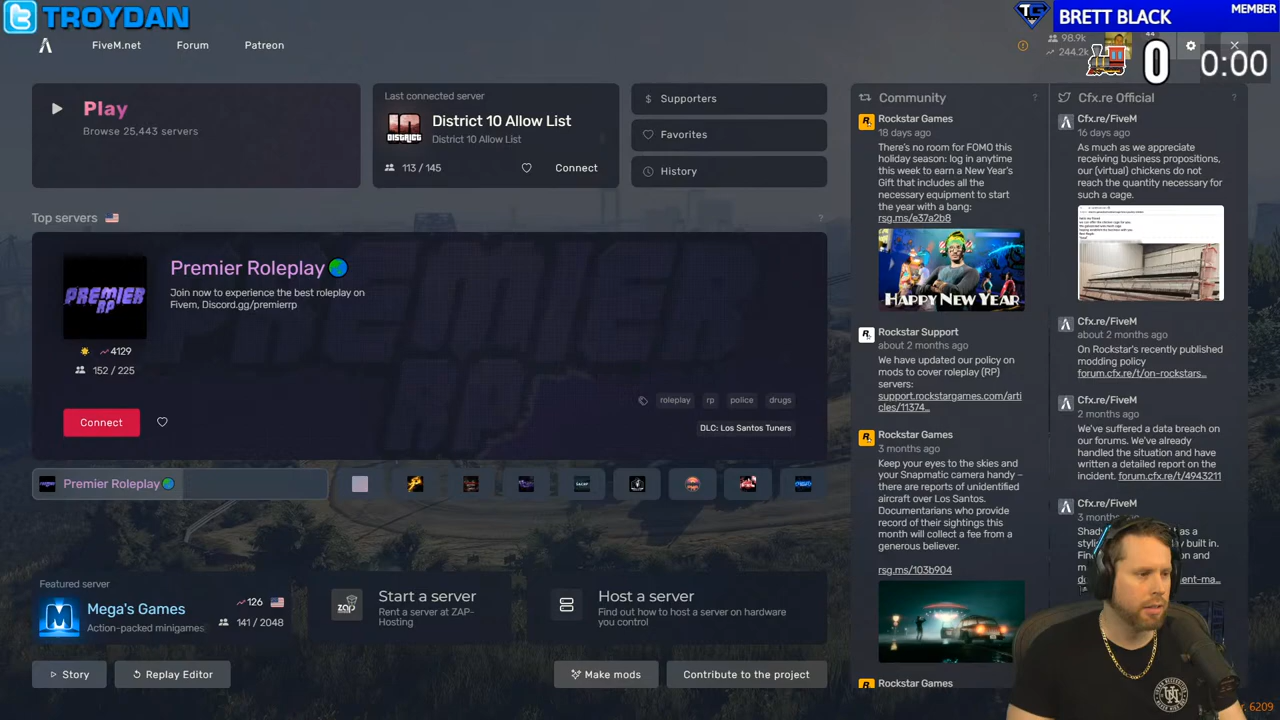 TROYDAN
TG
BRETT BLACK
MEMBER
FiveM.net
Forum
Patreon
98.9k
244.2k
44
0
0:00
Play
Browse 25,443 servers
Last connected server
District 10 Allow List
District 10 Allow List
113 / 145
Connect
Supporters
Favorites
History
Top servers
Premier Roleplay
Join now to experience the best roleplay on
Fivem, Discord.gg/premierrp
PREMIER
RP
4129
152 / 225
Connect
roleplay
rp
police
drugs
DLC: Los Santos Tuners
Premier Roleplay
Featured server
Mega's Games
Action-packed minigames
126
141 / 2048
ZAP
Start a server
Rent a server at ZAP-
Hosting
Host a server
Find out how to host a server on hardware
you control
Story
Replay Editor
Make mods
Contribute to the project
Community
?
Rockstar Games
18 days ago
There's no room for FOMO this
holiday season: log in anytime
this week to earn a New Year's
Gift that includes all the
necessary equipment to start
the year with a bang:
rsg.ms/e37a2b8
HAPPY NEW YEAR
Rockstar Support
about 2 months ago
We have updated our policy on
mods to cover roleplay (RP)
servers:
support.rockstargames.com/arti
cles/11374…
Rockstar Games
3 months ago
Keep your eyes to the skies and
your Snapmatic camera handy –
there are reports of unidentified
aircraft over Los Santos.
Documentarians who provide
record of their sightings this
month will collect a fee from a
generous believer.
rsg.ms/103b904
Rockstar Games
Cfx.re Official
?
Cfx.re/FiveM
16 days ago
As much as we appreciate
receiving business propositions,
our (virtual) chickens do not
reach the quantity necessary for
such a cage.
Cfx.re/FiveM
about 2 months ago
On Rockstar's recently published
modding policy
forum.cfx.re/t/on-rockstars…
Cfx.re/FiveM
2 months ago
We've suffered a data breach on
our forums. We've already
handled the situation and have
written a detailed report on the
incident. forum.cfx.re/t/4943211
Cfx.re/FiveM
3 months ago
as a
built in.
and
6209